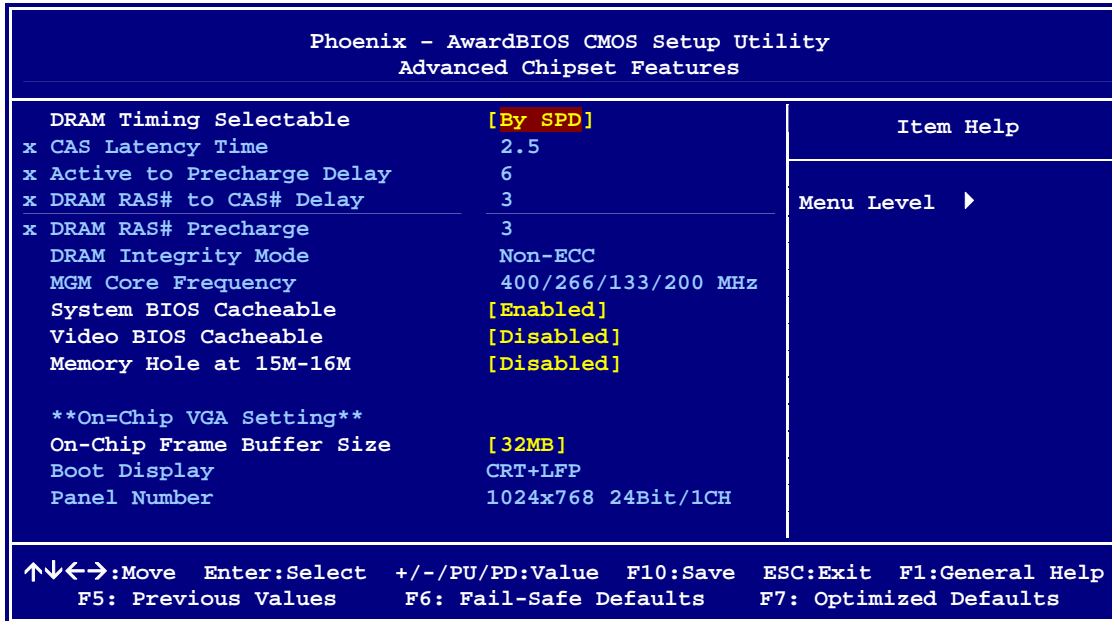 Phoenix – AwardBIOS CMOS Setup Utility
Advanced Chipset Features
DRAM Timing Selectable [By SPD]
x CAS Latency Time 2.5
x Active to Precharge Delay 6
x DRAM RAS# to CAS# Delay 3
x DRAM RAS# Precharge 3
DRAM Integrity Mode Non-ECC
MGM Core Frequency 400/266/133/200 MHz
System BIOS Cacheable [Enabled]
Video BIOS Cacheable [Disabled]
Memory Hole at 15M-16M [Disabled]
**On=Chip VGA Setting**
On-Chip Frame Buffer Size [32MB]
Boot Display CRT+LFP
Panel Number 1024x768 24Bit/1CH
Item Help
Menu Level
↑↓←→:Move Enter:Select +/-/PU/PD:Value F10:Save ESC:Exit F1:General Help
F5: Previous Values F6: Fail-Safe Defaults F7: Optimized Defaults